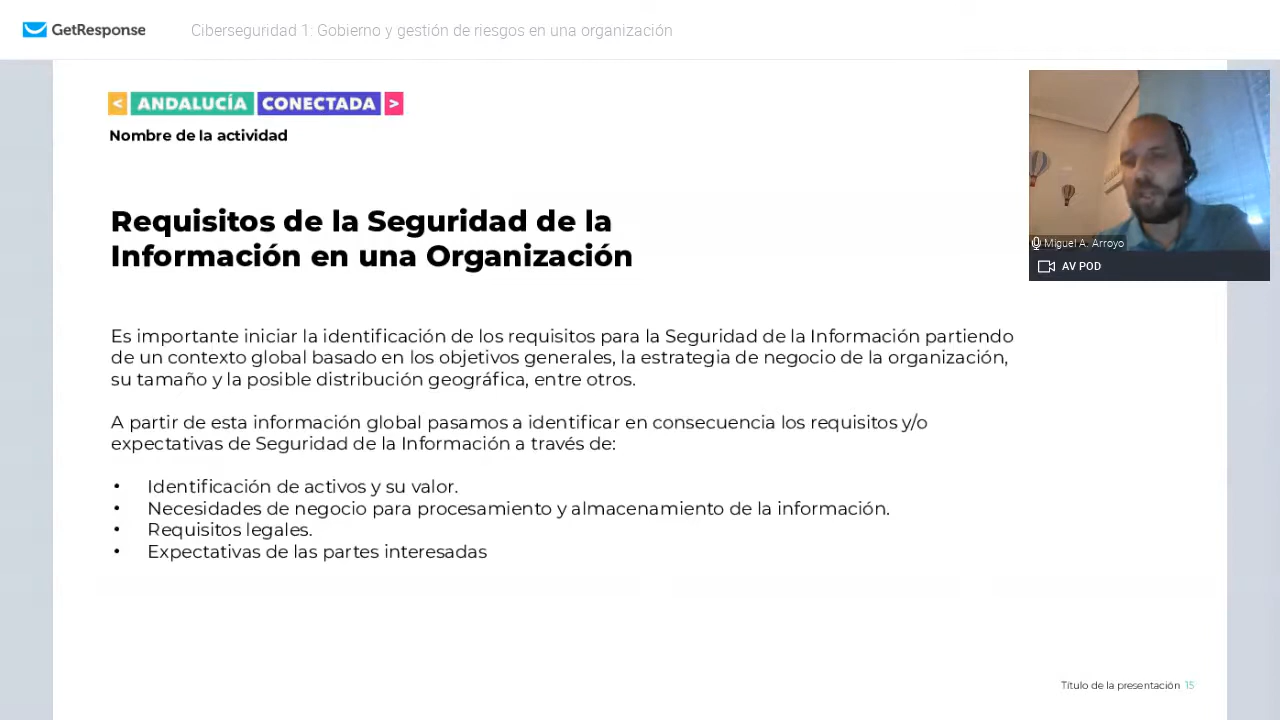 GetResponse
Ciberseguridad 1: Gobierno y gestión de riesgos en una organización
< ANDALUCÍA CONECTADA >
Nombre de la actividad
Requisitos de la Seguridad de la
Información en una Organización
Es importante iniciar la identificación de los requisitos para la Seguridad de la Información partiendo
de un contexto global basado en los objetivos generales, la estrategia de negocio de la organización,
su tamaño y la posible distribución geográfica, entre otros.
A partir de esta información global pasamos a identificar en consecuencia los requisitos y/o
expectativas de Seguridad de la Información a través de:
• Identificación de activos y su valor.
• Necesidades de negocio para procesamiento y almacenamiento de la información.
• Requisitos legales.
• Expectativas de las partes interesadas
Miguel A. Arroyo
AV POD
Título de la presentación 15